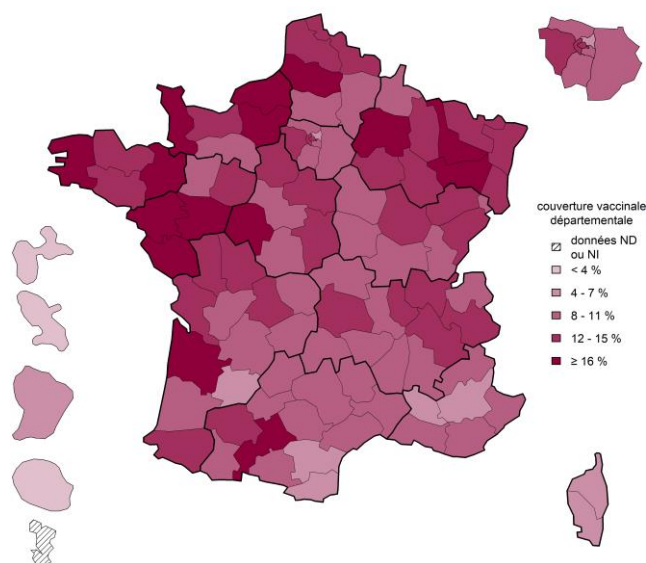 couverture vaccinale
départementale
données ND
ou NI
< 4 %
4 - 7 %
8 - 11 %
12 - 15 %
≥ 16 %